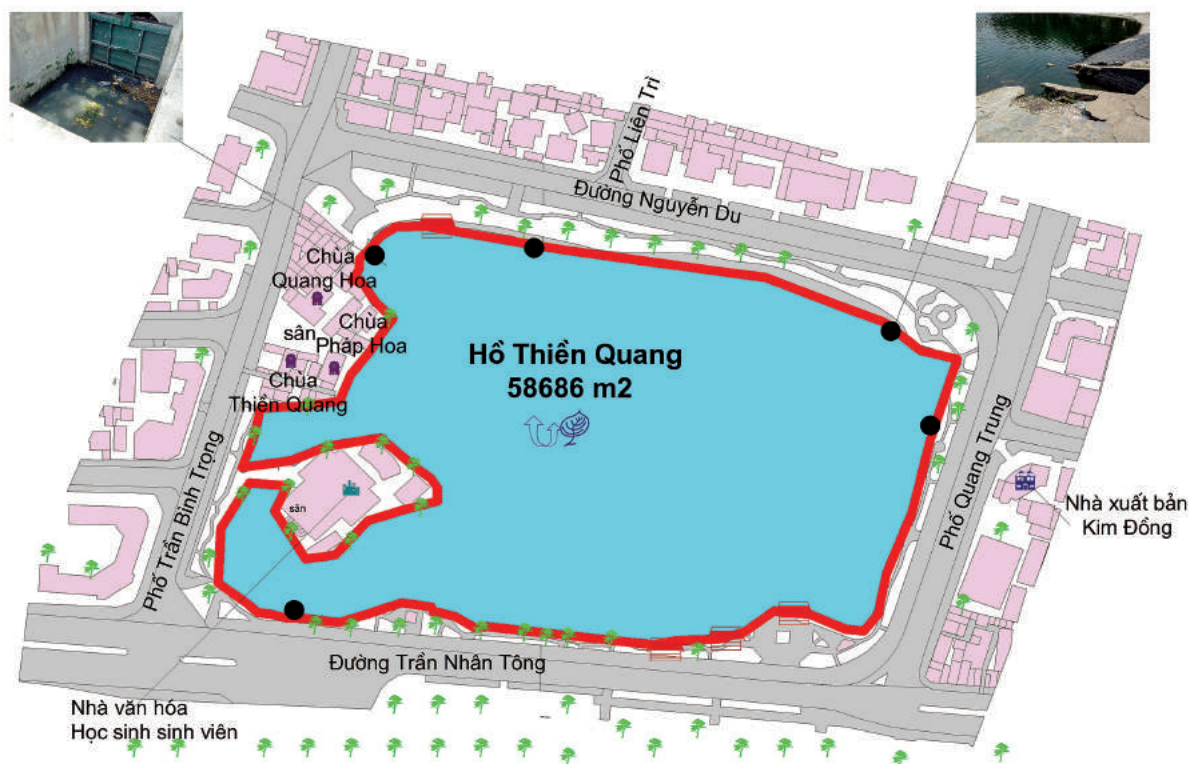 Phố Liên Trì
Đường Nguyễn Du
Chùa
Quang Hoa
Chùa
Pháp Hoa
sân
Chùa
Thiền Quang
Hồ Thiền Quang
58686 m2
sân
Phố Trần Bình Trọng
Phố Quang Trung
Nhà xuất bản
Kim Đồng
Đường Trần Nhân Tông
Nhà văn hóa
Học sinh sinh viên